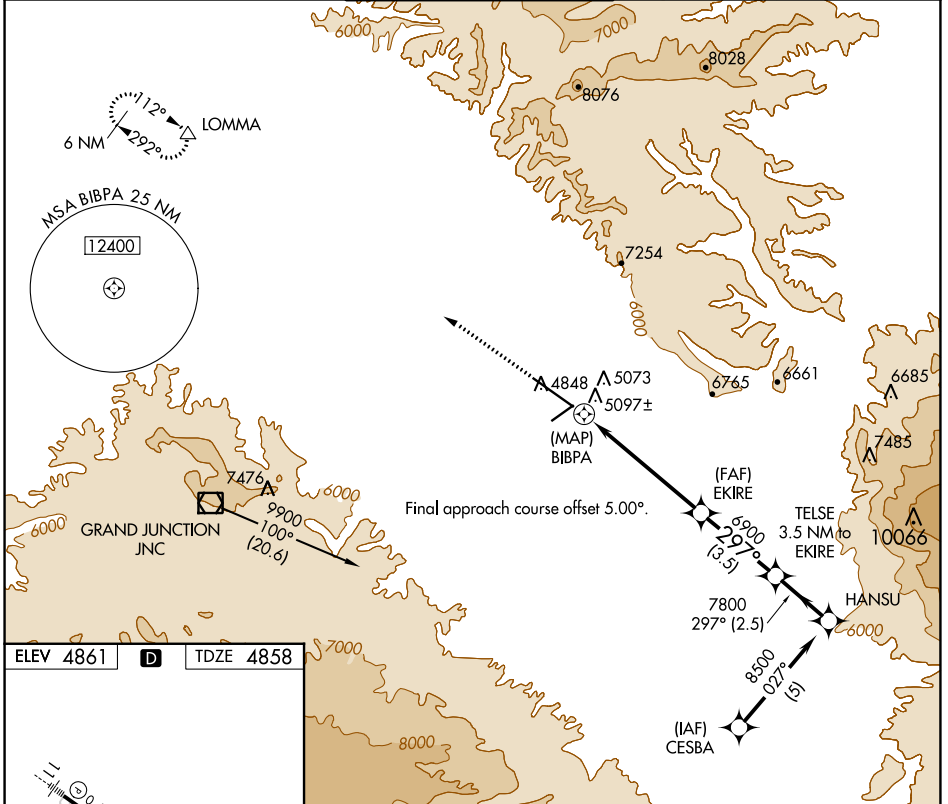 6000
7000
8028
8076
112°
LOMMA
6 NM
292°
MSA BIBPA 25 NM
12400
7254
6000
4848
5073
5097±
6765
6661
6685
(MAP)
BIBPA
7485
7476
6000
9900
(FAF)
EKIRE
6000
GRAND JUNCTION
JNC
100°
(20.6)
Final approach course offset 5.00°.
6900
297°
(3.5)
TELSE
3.5 NM to
EKIRE
10066
7800
297° (2.5)
HANSU
6000
ELEV 4861
D
TDZE 4858
7000
8500
027°
(5)
(IAF)
CESBA
8000
11
P